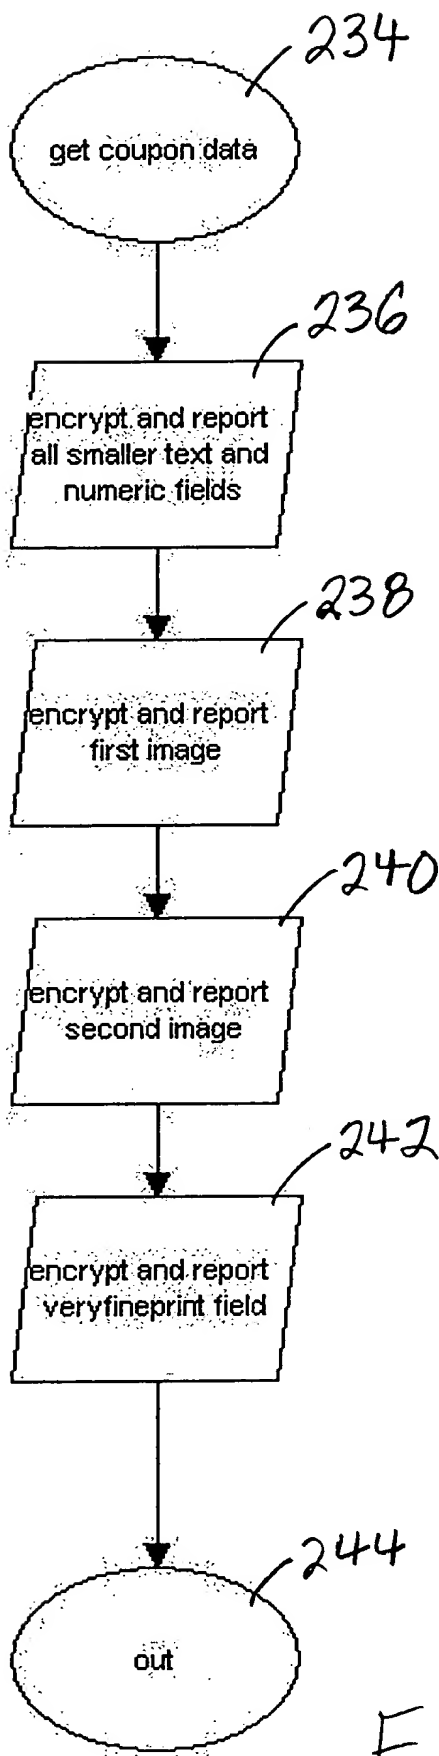 234
get coupon data
236
encrypt and report
all smaller text and
numeric fields
238
encrypt and report
first image
240
encrypt and report
second image
242
encrypt and report
veryfineprint field
244
out